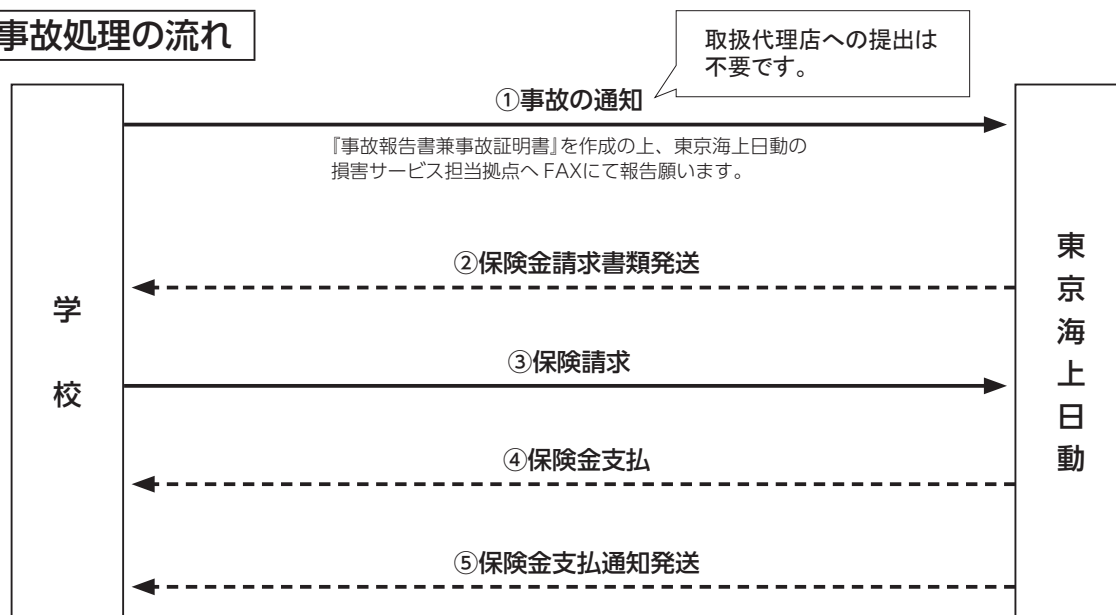 事故処理の流れ
取扱代理店への提出は
不要です。
①事故の通知
『事故報告書兼事故証明書』を作成の上、東京海上日動の
損害サービス担当拠点へ FAXにて報告願います。
②保険金請求書類発送
③保険請求
④保険金支払
⑤保険金支払通知発送
学校
東京海上日動